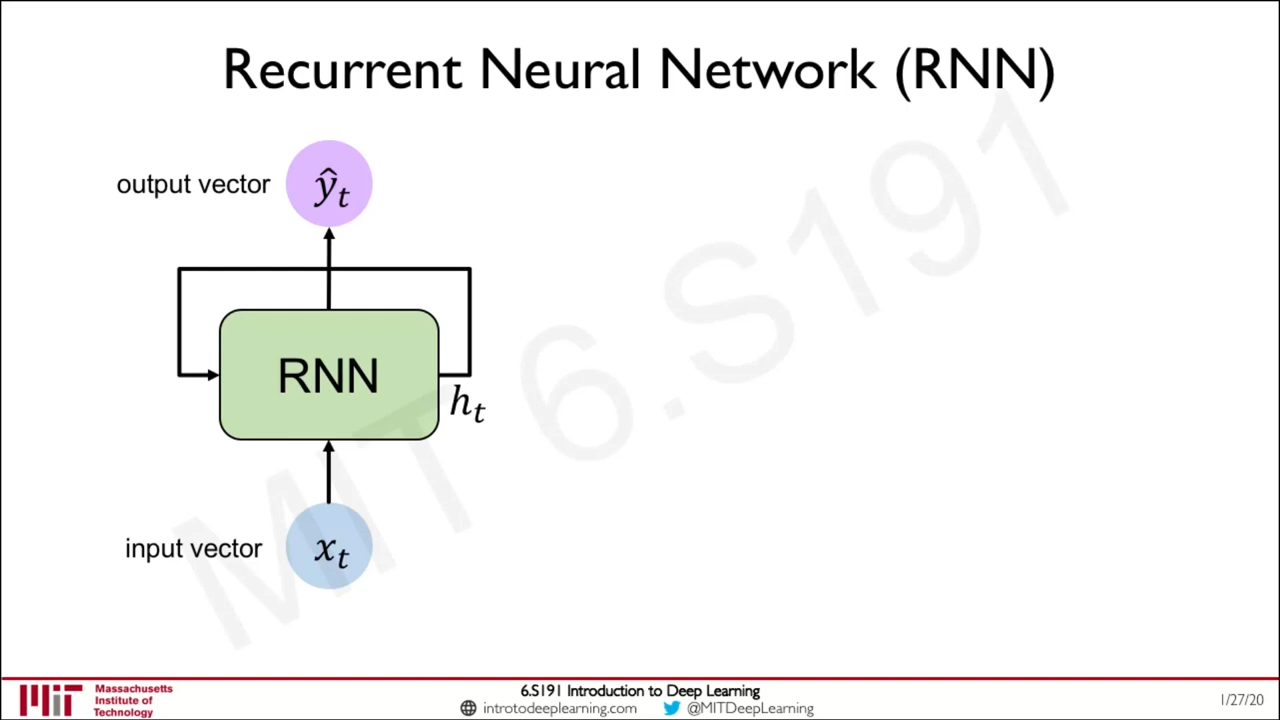 Recurrent Neural Network (RNN)
output vector
ŷₜ
RNN
hₜ
input vector
xₜ
MIT 6.S191
Massachusetts
Institute of
Technology
6.S191 Introduction to Deep Learning
introtodeeplearning.com @MITDeepLearning
1/27/20